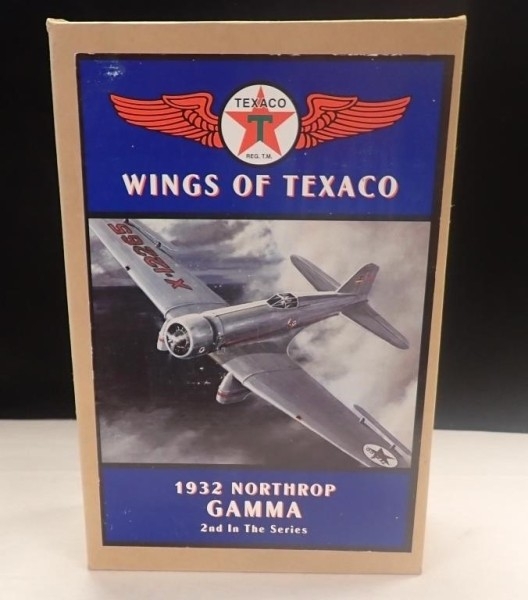 TEXACO
T
REG. T.M.
WINGS OF TEXACO
X-12265
1932 NORTHROP
GAMMA
2nd In The Series